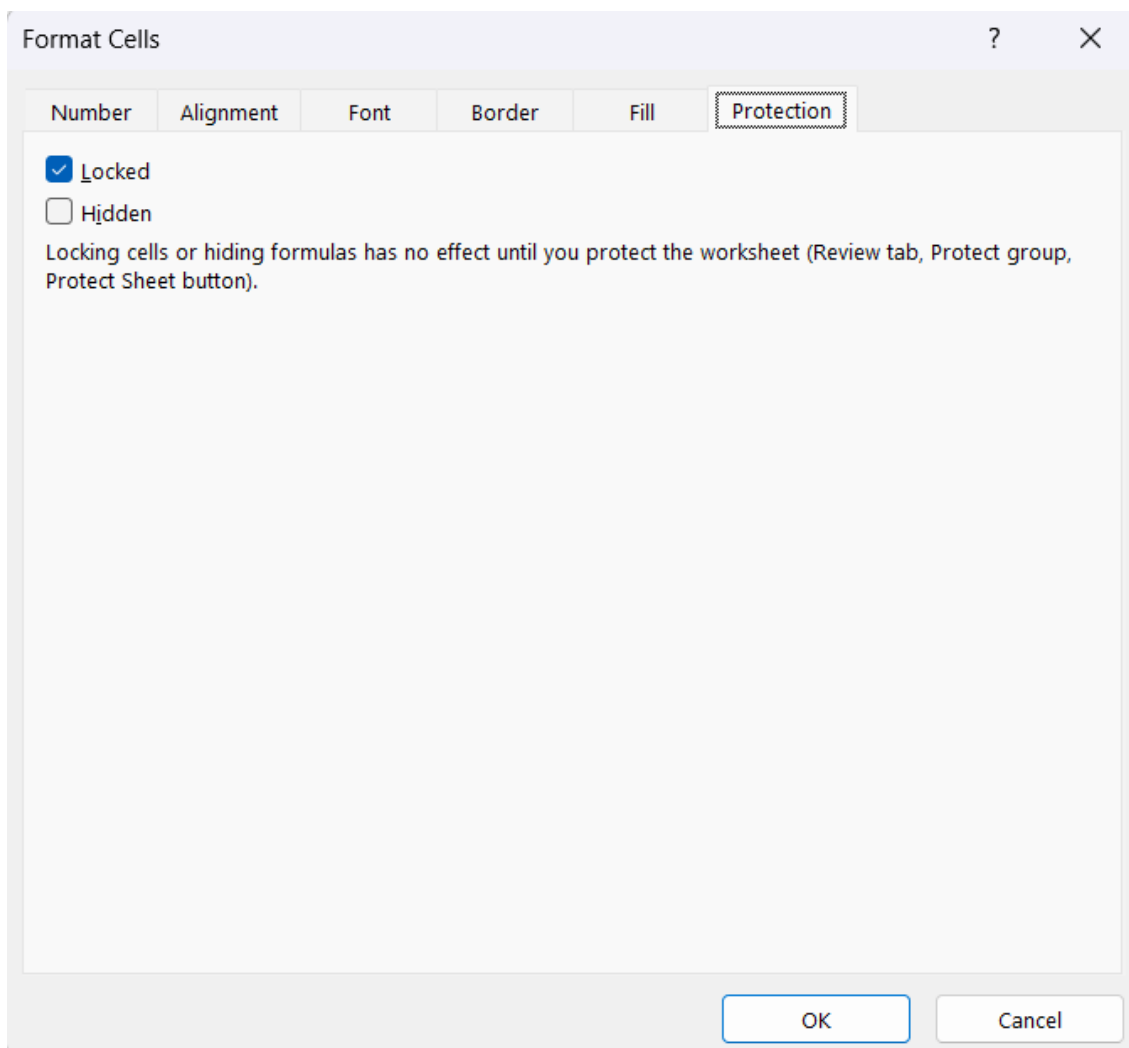 Format Cells ?
Number Alignment Font Border Fill Protection
Locked
Hidden
Locking cells or hiding formulas has no effect until you protect the worksheet (Review tab, Protect group,
Protect Sheet button).
OK Cancel